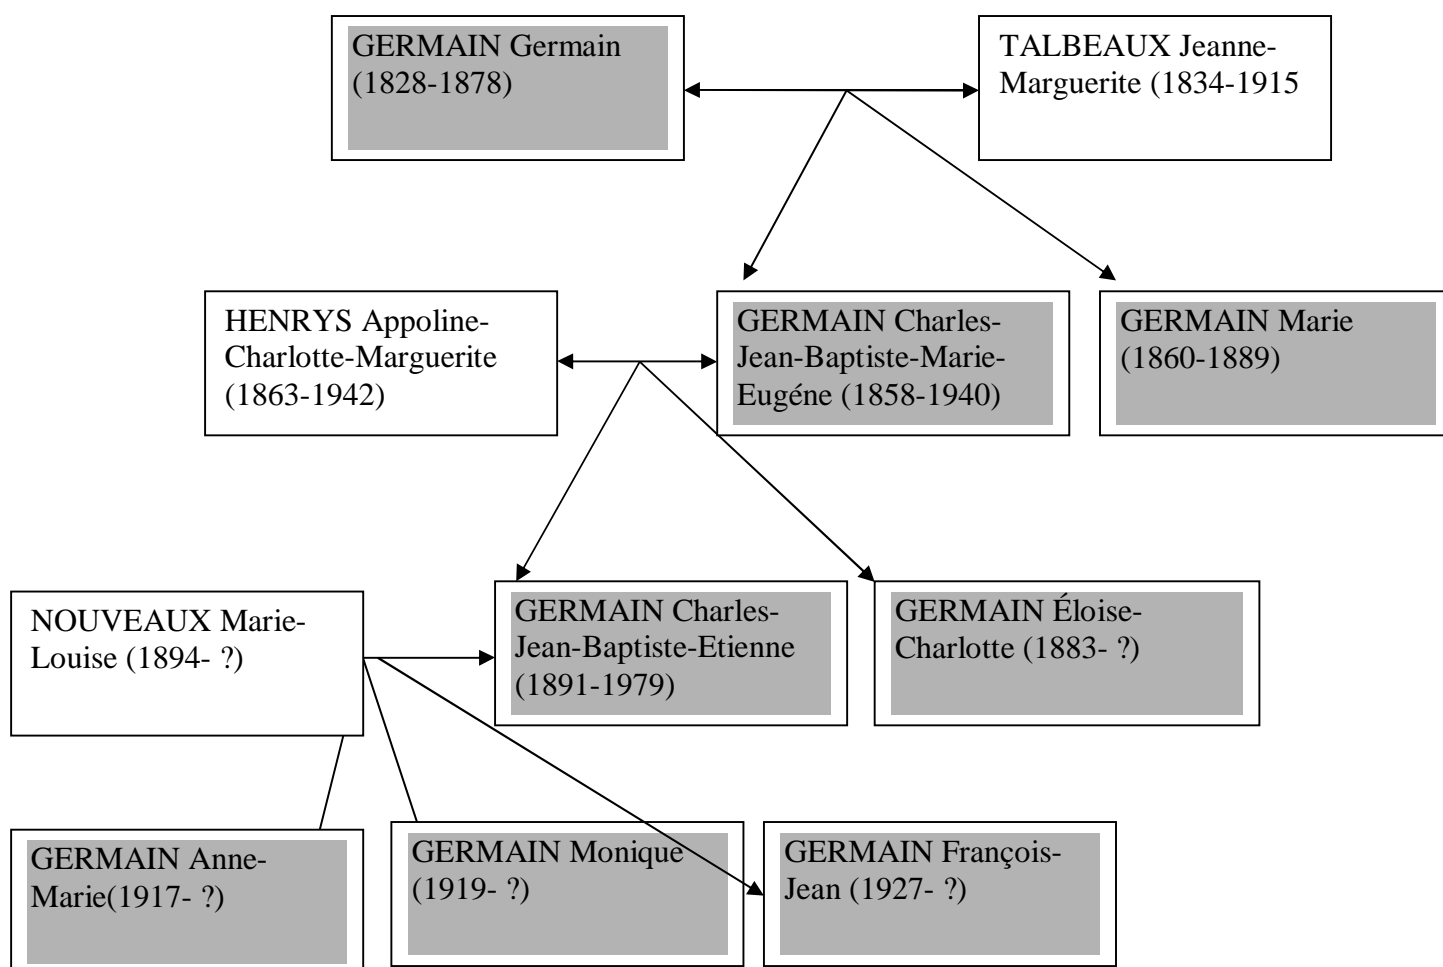 GERMAIN Germain
(1828-1878)
TALBEAUX Jeanne-
Marguerite (1834-1915
HENRYS Appoline-
Charlotte-Marguerite
(1863-1942)
GERMAIN Charles-
Jean-Baptiste-Marie-
Eugéne (1858-1940)
GERMAIN Marie
(1860-1889)
NOUVEAUX Marie-
Louise (1894- ?)
GERMAIN Charles-
Jean-Baptiste-Etienne
(1891-1979)
GERMAIN Éloise-
Charlotte (1883- ?)
GERMAIN Anne-
Marie(1917- ?)
GERMAIN Monique
(1919- ?)
GERMAIN François-
Jean (1927- ?)